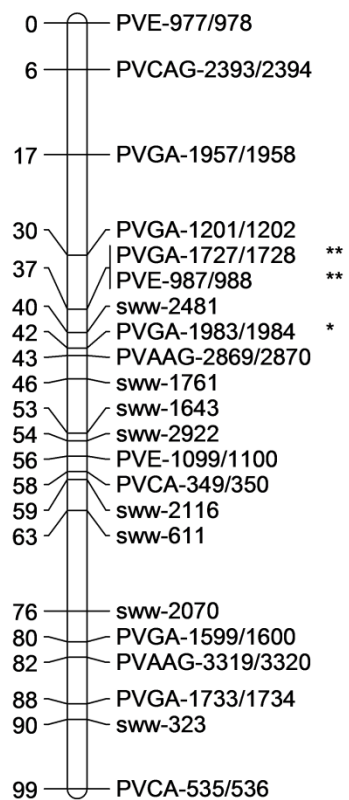 0 PVE-977/978
6 PVCAG-2393/2394
17 PVGA-1957/1958
30 PVGA-1201/1202
37 PVGA-1727/1728 **
PVE-987/988 **
40 sww-2481
42 PVGA-1983/1984 *
43 PVAAG-2869/2870
46 sww-1761
53 sww-1643
54 sww-2922
56 PVE-1099/1100
58 PVCA-349/350
59 sww-2116
63 sww-611
76 sww-2070
80 PVGA-1599/1600
82 PVAAG-3319/3320
88 PVGA-1733/1734
90 sww-323
99 PVCA-535/536